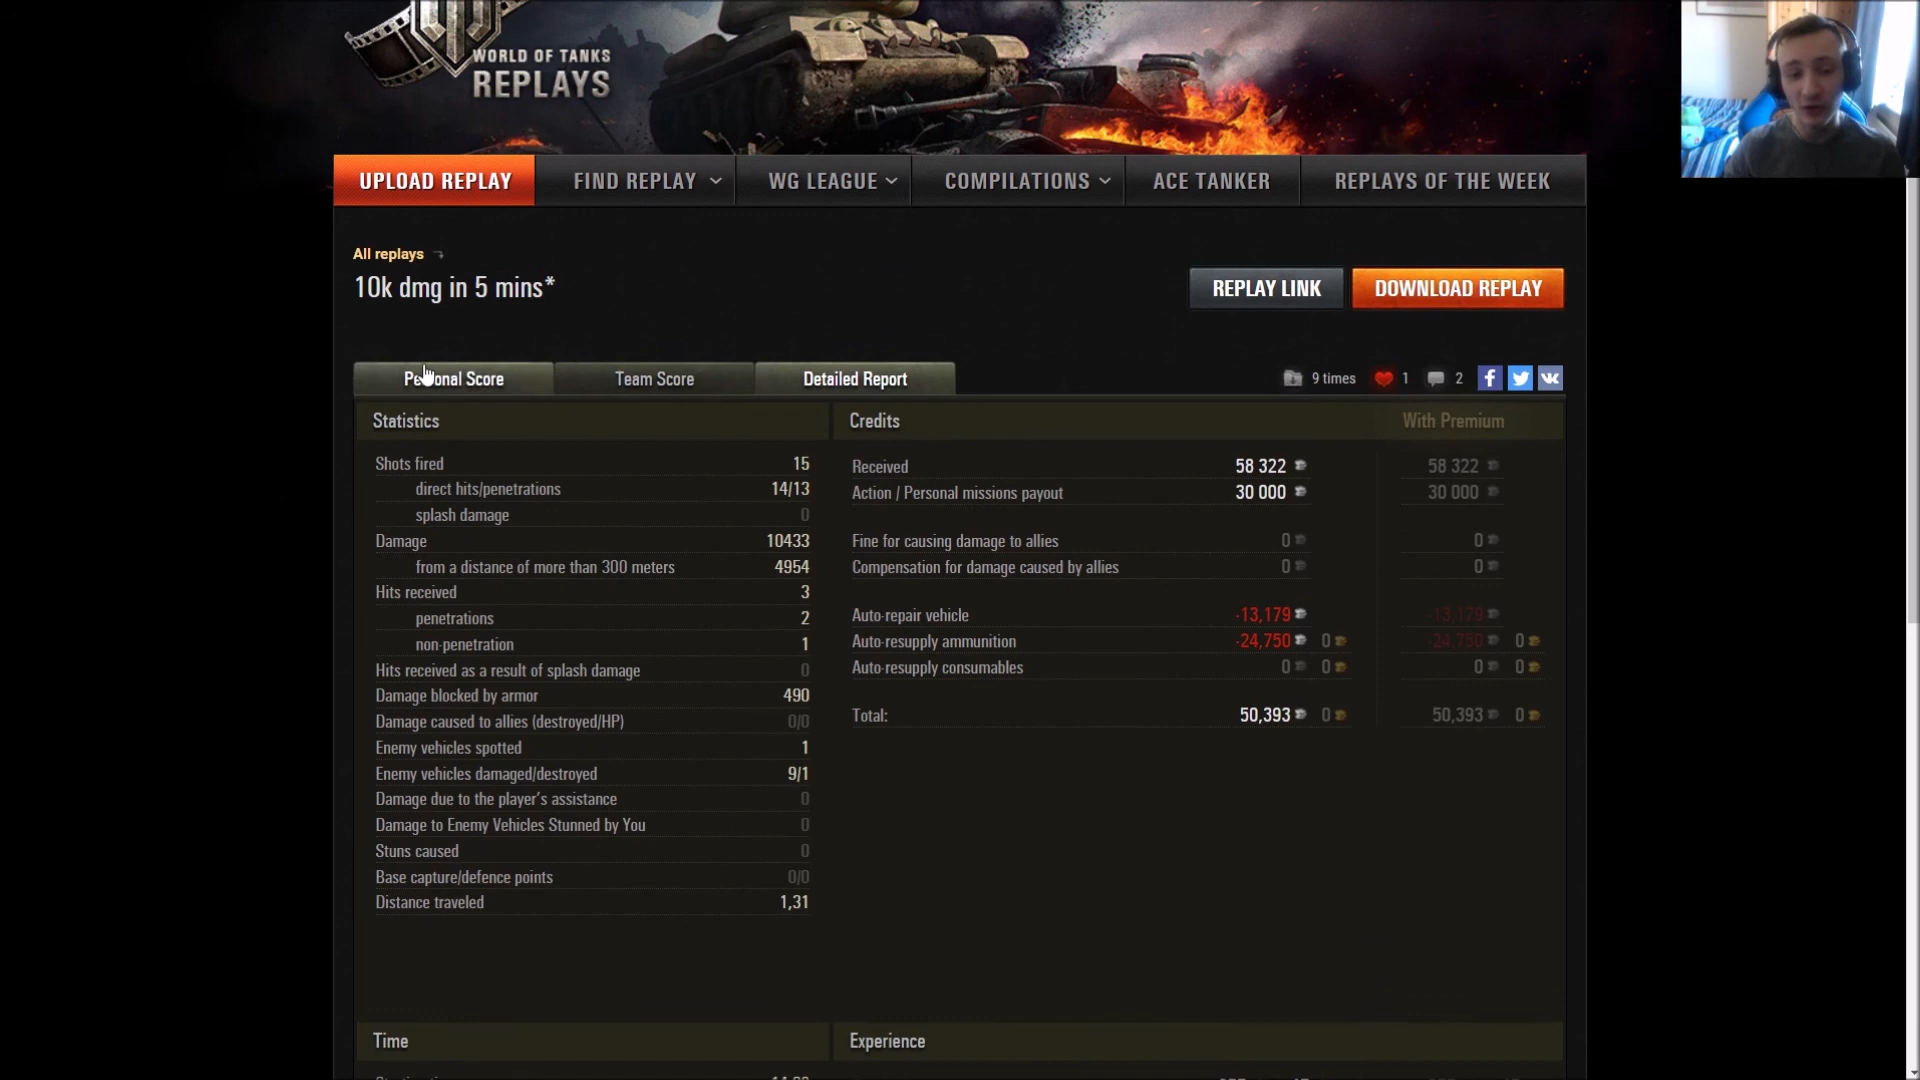 WORLD OF TANKS
REPLAYS
UPLOAD REPLAY
FIND REPLAY
WG LEAGUE
COMPILATIONS
ACE TANKER
REPLAYS OF THE WEEK
All replays
10k dmg in 5 mins*
REPLAY LINK
DOWNLOAD REPLAY
Personal Score
Team Score
Detailed Report
9 times
1
2
Statistics
Shots fired 15
direct hits/penetrations 14/13
splash damage 0
Damage 10433
from a distance of more than 300 meters 4954
Hits received 3
penetrations 2
non-penetration 1
Hits received as a result of splash damage 0
Damage blocked by armor 490
Damage caused to allies (destroyed/HP) 0/0
Enemy vehicles spotted 1
Enemy vehicles damaged/destroyed 9/1
Damage due to the player's assistance 0
Damage to Enemy Vehicles Stunned by You 0
Stuns caused 0
Base capture/defence points 0/0
Distance traveled 1,31
Credits With Premium
Received 58 322 58 322
Action / Personal missions payout 30 000 30 000
Fine for causing damage to allies 0 0
Compensation for damage caused by allies 0 0
Auto-repair vehicle -13,179 -13,179
Auto-resupply ammunition -24,750 0 -24,750 0
Auto-resupply consumables 0 0 0 0
Total: 50,393 0 50,393 0
Time
Experience